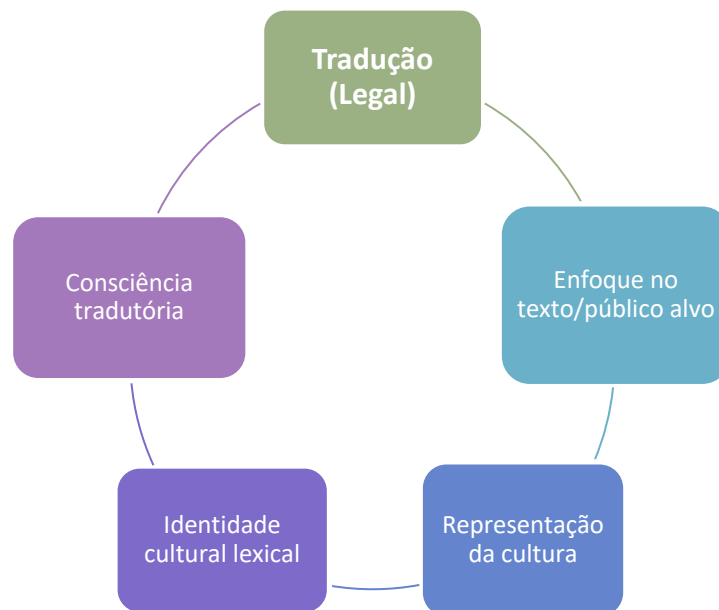 Tradução
(Legal)
Enfoque no
texto/público alvo
Representação
da cultura
Identidade
cultural lexical
Consciência
tradutória